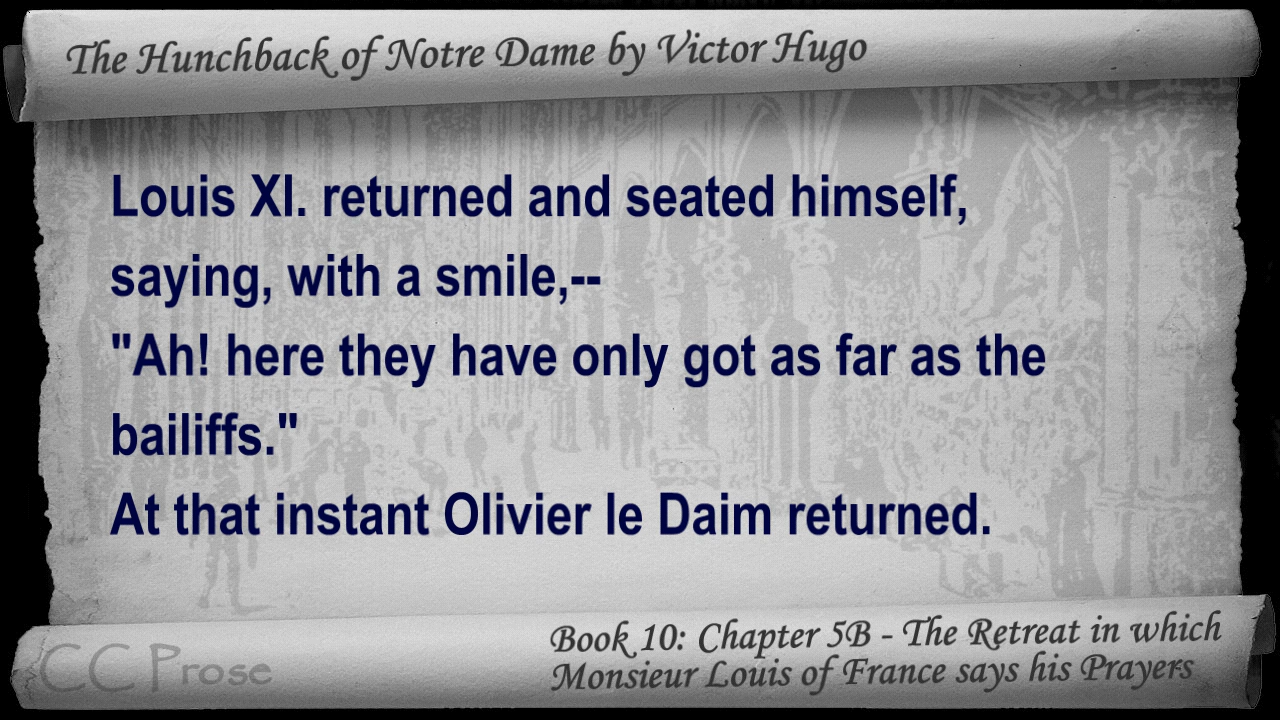 The Hunchback of Notre Dame by Victor Hugo
Louis XI. returned and seated himself,
saying, with a smile,--
"Ah! here they have only got as far as the
bailiffs."
At that instant Olivier le Daim returned.
Book 10: Chapter 5B - The Retreat in which
Monsieur Louis of France says his Prayers
CC Prose